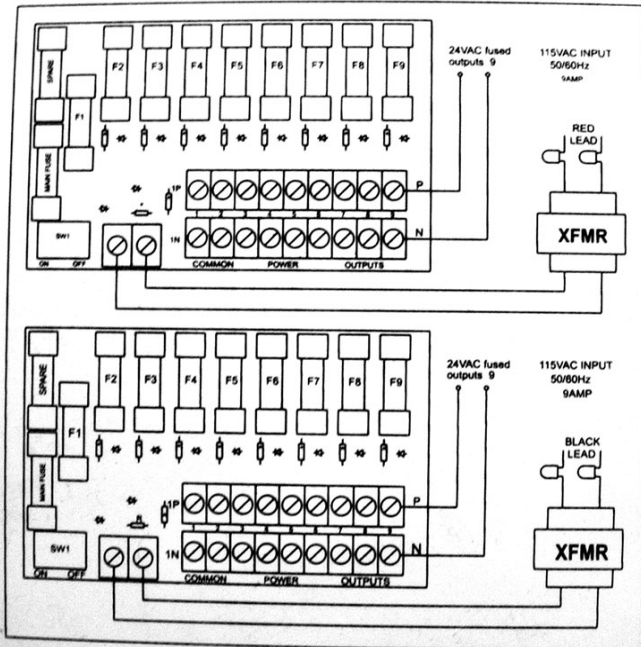 SPARE
F1
F2
F3
F4
F5
F6
F7
F8
F9
MAIN FUSE
24VAC fused
outputs 9
115VAC INPUT
50/60Hz
9AMP
RED
LEAD
XFMR
1P
P
1N
N
SW1
ON OFF
COMMON POWER OUTPUTS
SPARE
F1
F2
F3
F4
F5
F6
F7
F8
F9
MAIN FUSE
24VAC fused
outputs 9
115VAC INPUT
50/60Hz
9AMP
BLACK
LEAD
XFMR
1P
P
1N
N
SW1
ON OFF
COMMON POWER OUTPUTS